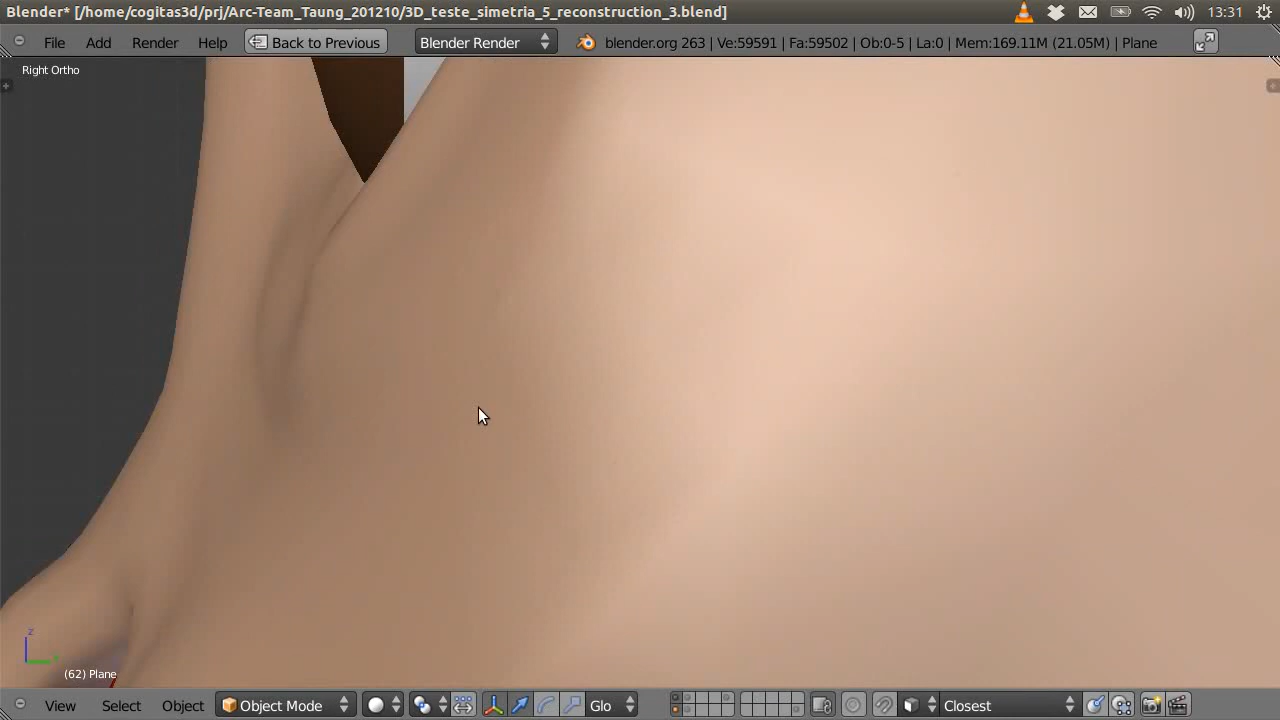 Blender* [/home/cogitas3d/prj/Arc-Team_Taung_201210/3D_teste_simetria_5_reconstruction_3.blend]
13:31
File Add Render Help Back to Previous Blender Render blender.org 263 | Ve:59591 | Fa:59502 | Ob:0-5 | La:0 | Mem:169.11M (21.05M) | Plane
Right Ortho
z
Y
(62) Plane
View Select Object Object Mode Glo Closest